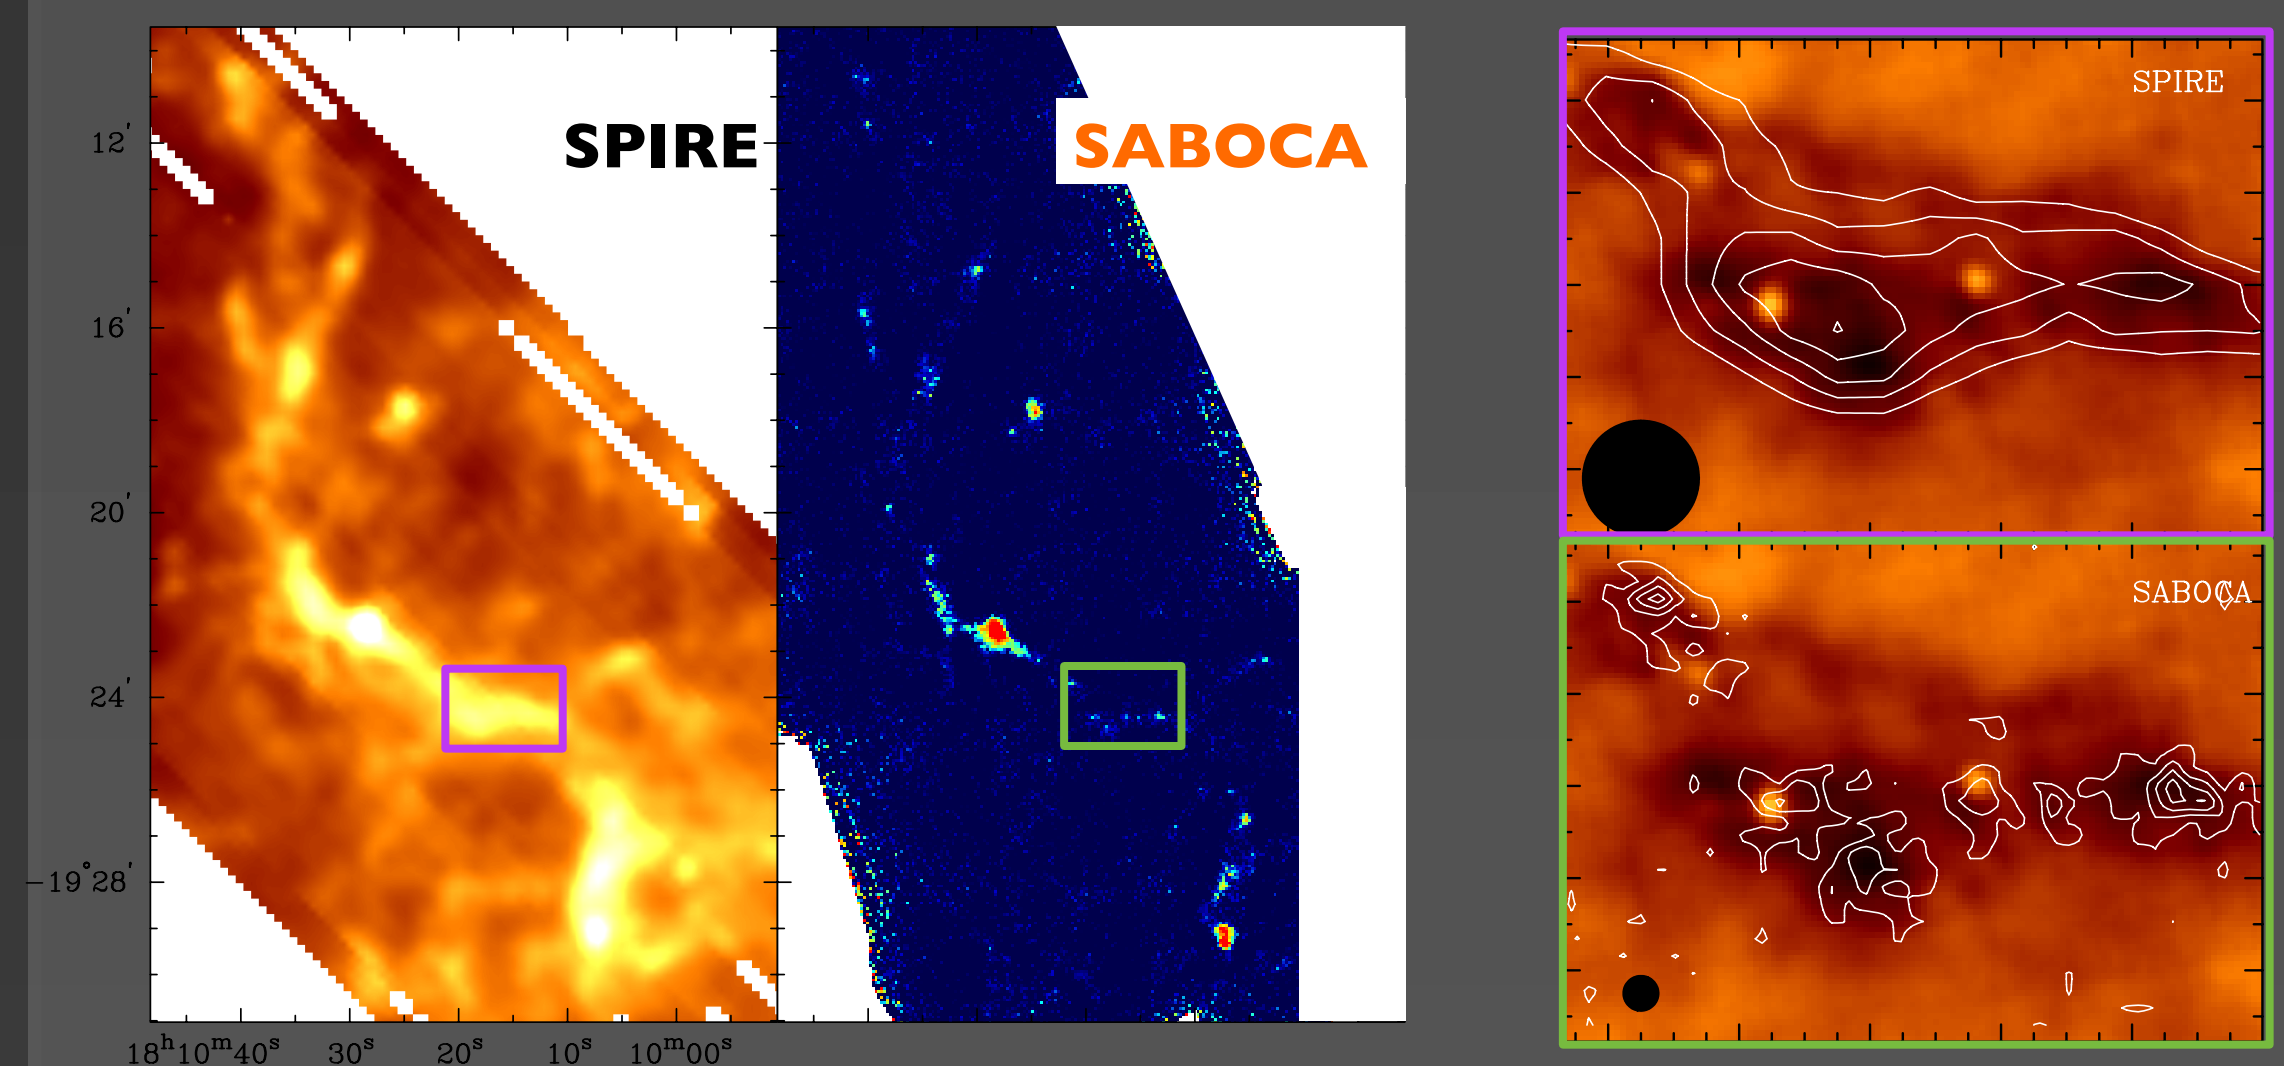 SPIRE
SABOCA
12′
16′
20′
24′
−19°28′
18ʰ10ᵐ40ˢ 30ˢ 20ˢ 10ˢ 10ᵐ00ˢ
SPIRE
SABOCA